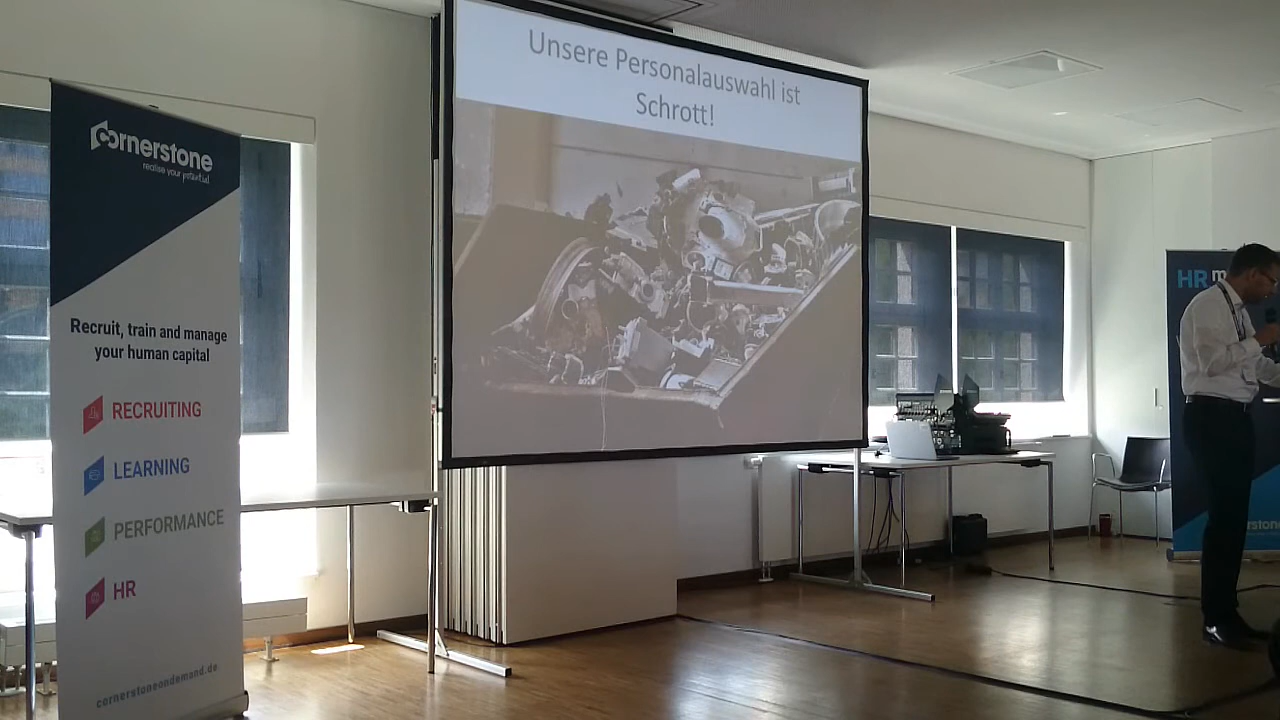 cornerstone
realise your potential
Recruit, train and manage
your human capital
RECRUITING
LEARNING
PERFORMANCE
HR
cornerstoneondemand.de
Unsere Personalauswahl ist
Schrott!
HR